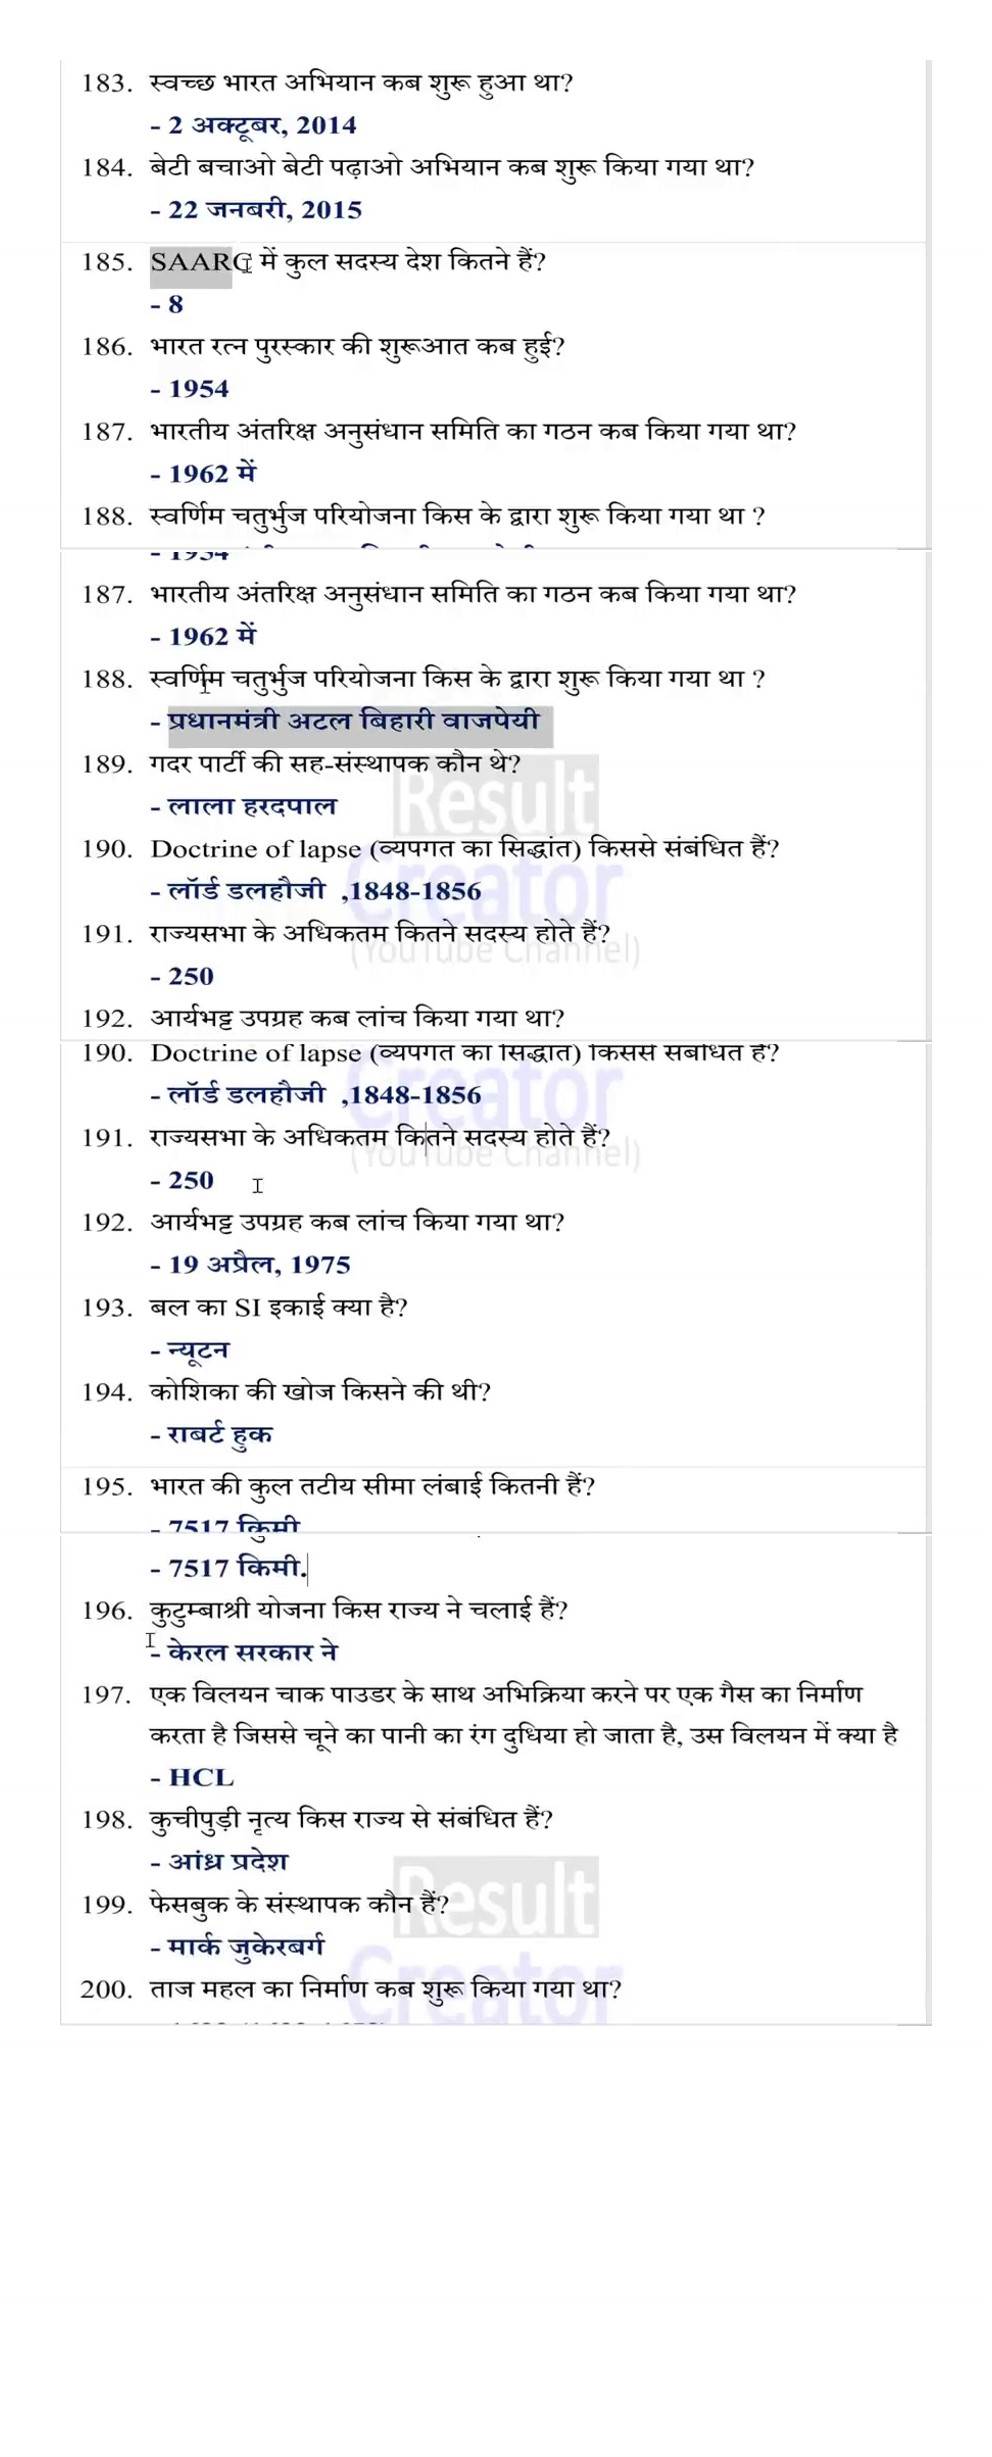 183. स्वच्छ भारत अभियान कब शुरू हुआ था?
- 2 अक्टूबर, 2014
184. बेटी बचाओ बेटी पढ़ाओ अभियान कब शुरू किया गया था?
- 22 जनबरी, 2015
185. SAARC में कुल सदस्य देश कितने हैं?
- 8
186. भारत रत्न पुरस्कार की शुरूआत कब हुई?
- 1954
187. भारतीय अंतरिक्ष अनुसंधान समिति का गठन कब किया गया था?
- 1962 में
188. स्वर्णिम चतुर्भुज परियोजना किस के द्वारा शुरू किया गया था ?
- 1954
187. भारतीय अंतरिक्ष अनुसंधान समिति का गठन कब किया गया था?
- 1962 में
188. स्वर्णिम चतुर्भुज परियोजना किस के द्वारा शुरू किया गया था ?
- प्रधानमंत्री अटल बिहारी वाजपेयी
189. गदर पार्टी की सह-संस्थापक कौन थे?
Result
- लाला हरदपाल
190. Doctrine of lapse (व्यपगत का सिद्धांत) किससे संबंधित हैं?
- लॉर्ड डलहौजी ,1848-1856
Creator
191. राज्यसभा के अधिकतम कितने सदस्य होते हैं?
(YouTube Channel)
- 250
192. आर्यभट्ट उपग्रह कब लांच किया गया था?
190. Doctrine of lapse (व्यपगत का सिद्धांत) किससे संबंधित हैं?
- लॉर्ड डलहौजी ,1848-1856
Creator
191. राज्यसभा के अधिकतम कितने सदस्य होते हैं?
(YouTube Channel)
- 250
192. आर्यभट्ट उपग्रह कब लांच किया गया था?
- 19 अप्रैल, 1975
193. बल का SI इकाई क्या है?
- न्यूटन
194. कोशिका की खोज किसने की थी?
- राबर्ट हुक
195. भारत की कुल तटीय सीमा लंबाई कितनी हैं?
- 7517 किमी
- 7517 किमी.
196. कुटुम्बाश्री योजना किस राज्य ने चलाई हैं?
- केरल सरकार ने
197. एक विलयन चाक पाउडर के साथ अभिक्रिया करने पर एक गैस का निर्माण
करता है जिससे चूने का पानी का रंग दुधिया हो जाता है, उस विलयन में क्या है
- HCL
198. कुचीपुड़ी नृत्य किस राज्य से संबंधित हैं?
- आंध्र प्रदेश
Result
199. फेसबुक के संस्थापक कौन हैं?
- मार्क जुकेरबर्ग
Creator
200. ताज महल का निर्माण कब शुरू किया गया था?